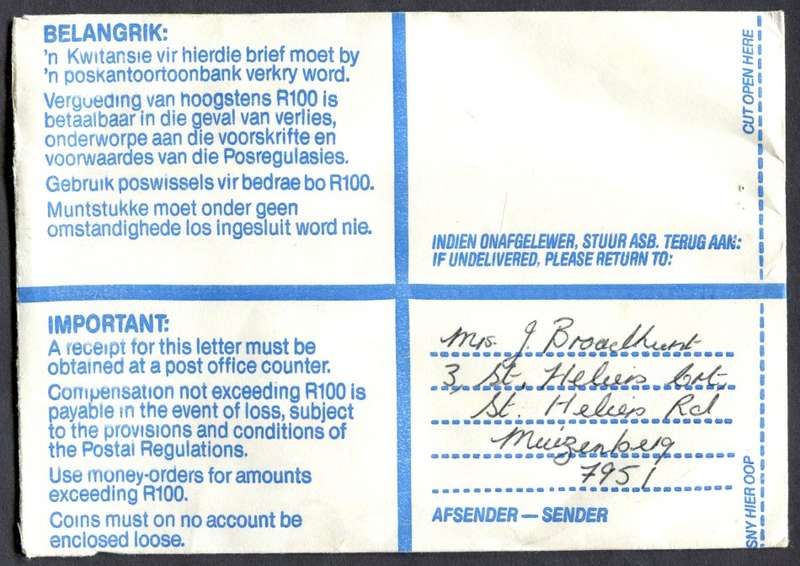 BELANGRIK:
'n Kwitansie vir hierdie brief moet by
'n poskantoortoonbank verkry word.
Vergoeding van hoogstens R100 is
betaalbaar in die geval van verlies,
onderworpe aan die voorskrifte en
voorwaardes van die Posregulasies.
Gebruik poswissels vir bedrae bo R100.
Muntstukke moet onder geen
omstandighede los ingesluit word nie.
INDIEN ONAFGELEWER, STUUR ASB. TERUG AAN:
IF UNDELIVERED, PLEASE RETURN TO:
CUT OPEN HERE
IMPORTANT:
A receipt for this letter must be
obtained at a post office counter.
Compensation not exceeding R100 is
payable in the event of loss, subject
to the provisions and conditions of
the Postal Regulations.
Use money-orders for amounts
exceeding R100.
Coins must on no account be
enclosed loose.
Mrs. J Broadhurst
3, St. Heliers Crt,
St. Heliers Rd
Muizenberg
7951
AFSENDER — SENDER
SNY HIER OOP